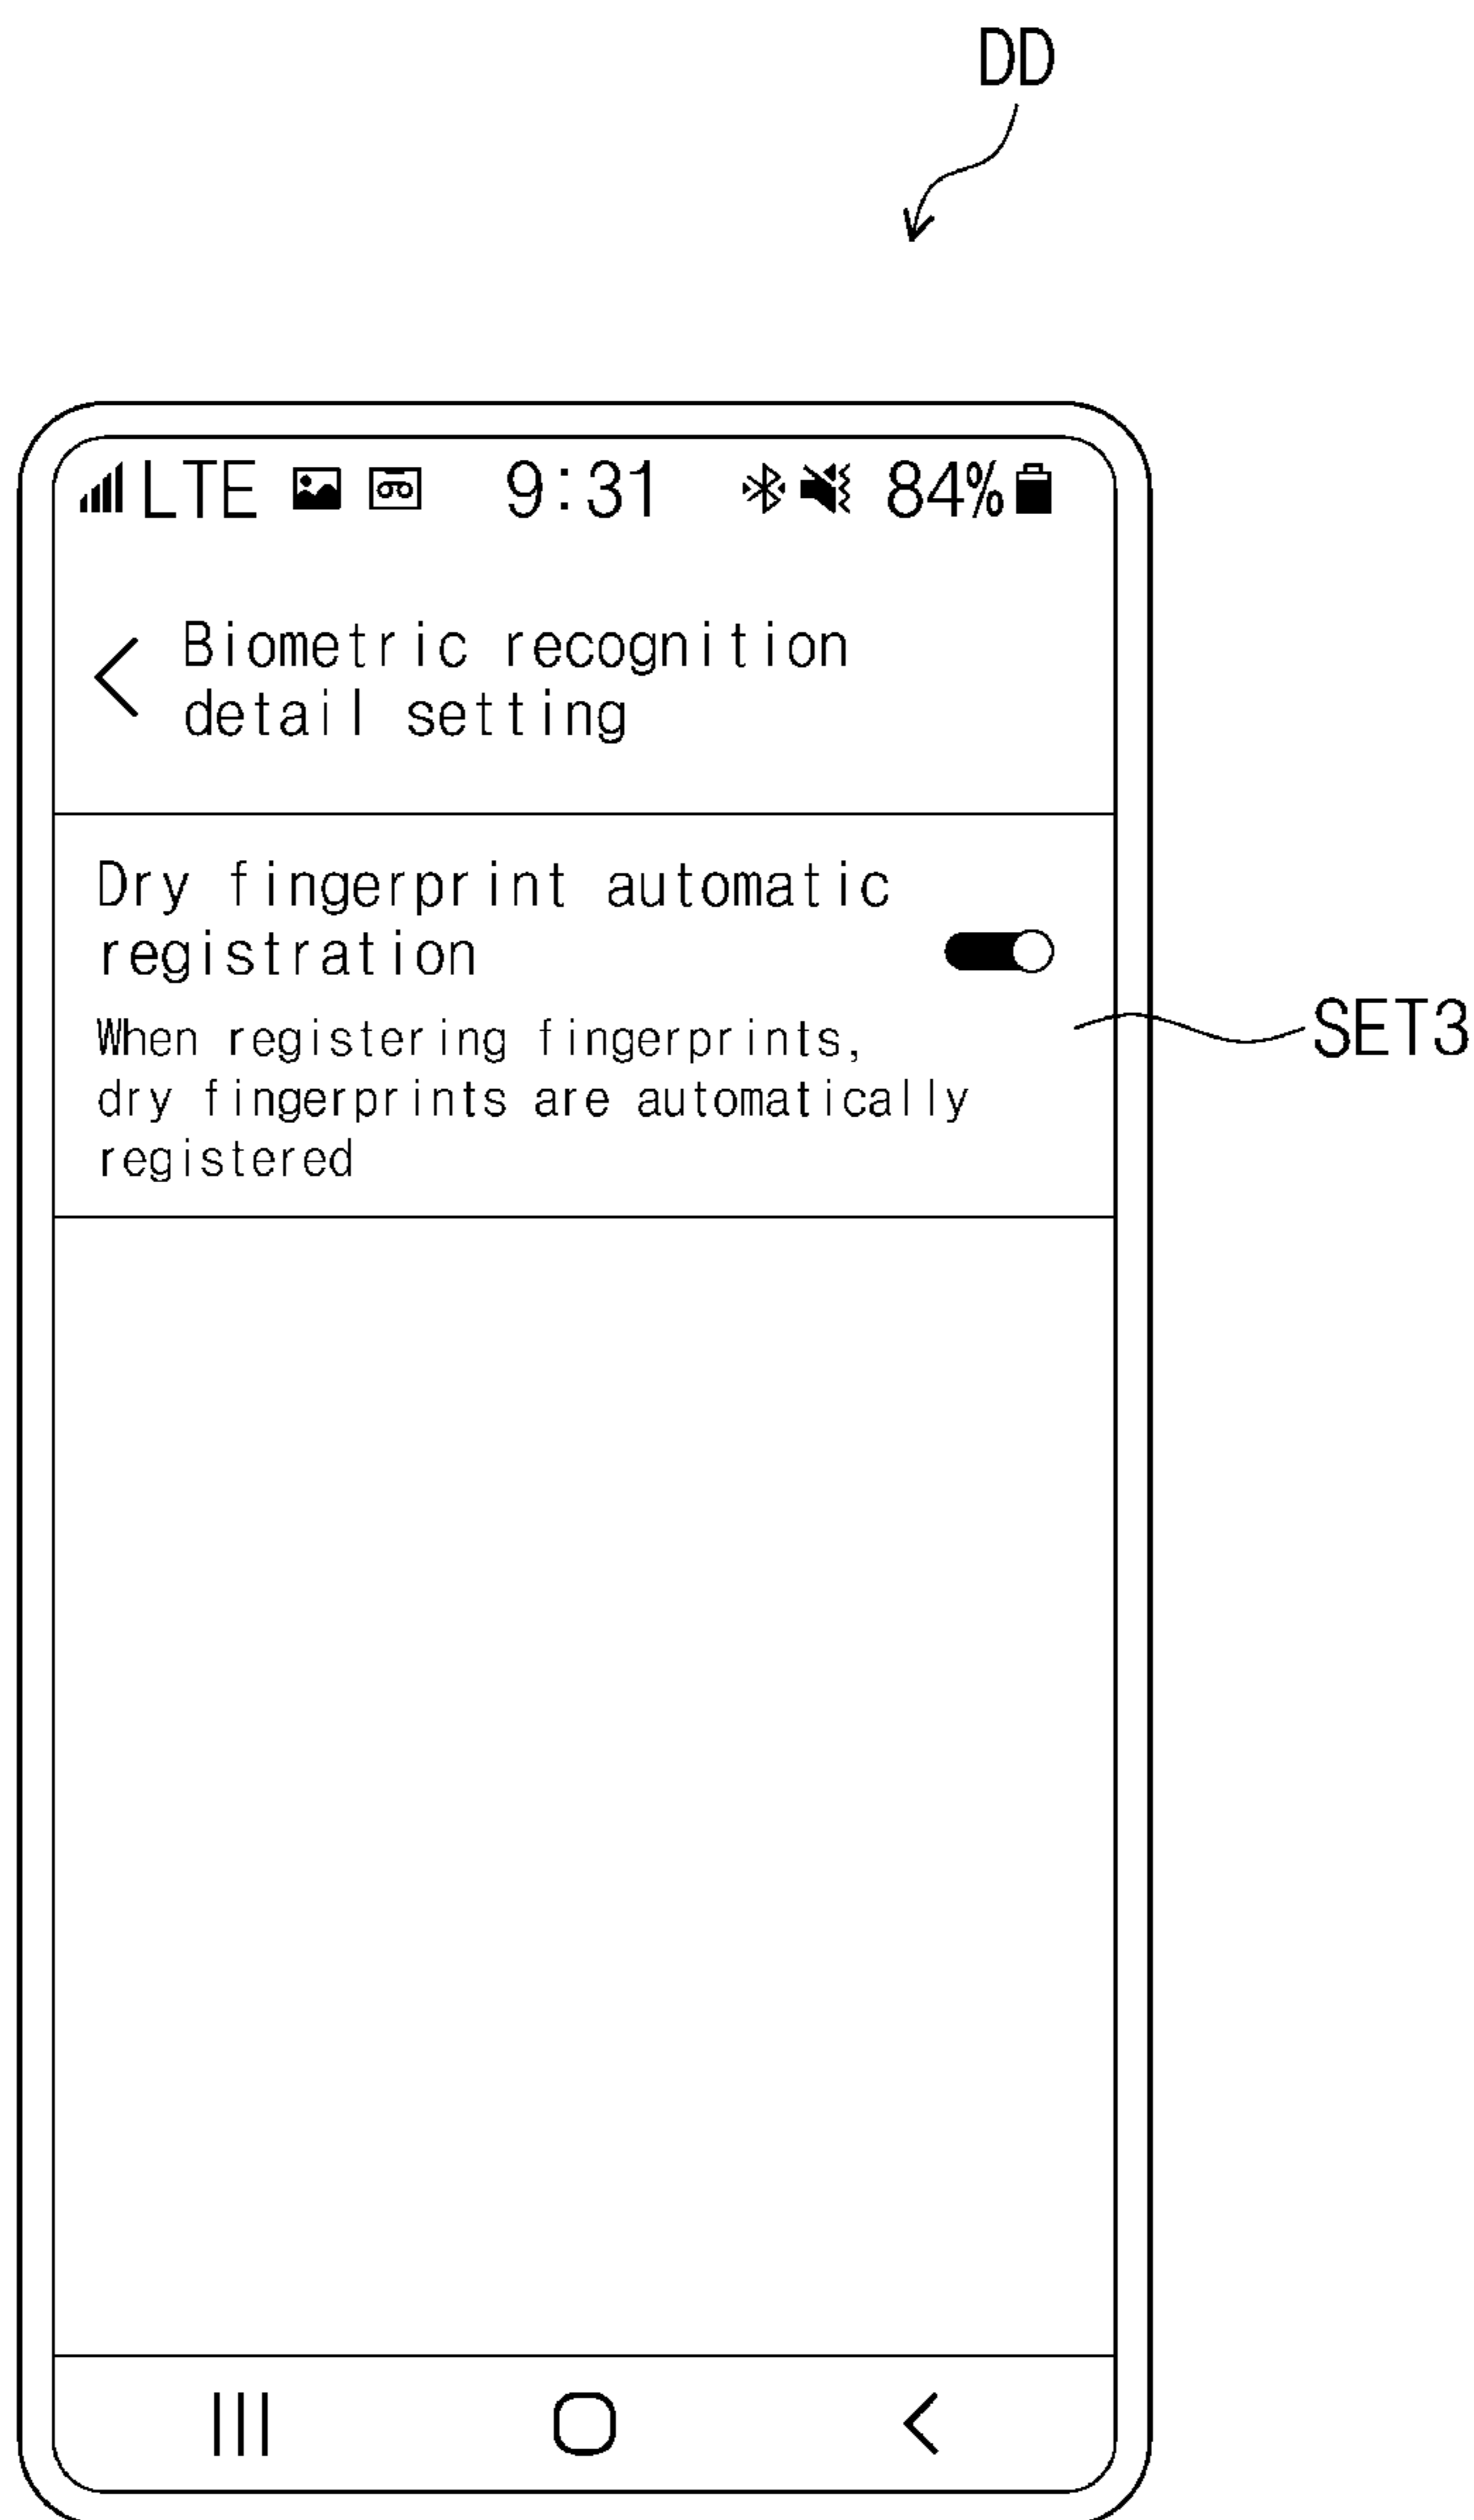 DD
LTE 9:31 84%
Biometric recognition
detail setting
Dry fingerprint automatic
registration
When registering fingerprints,
dry fingerprints are automatically
registered
SET3